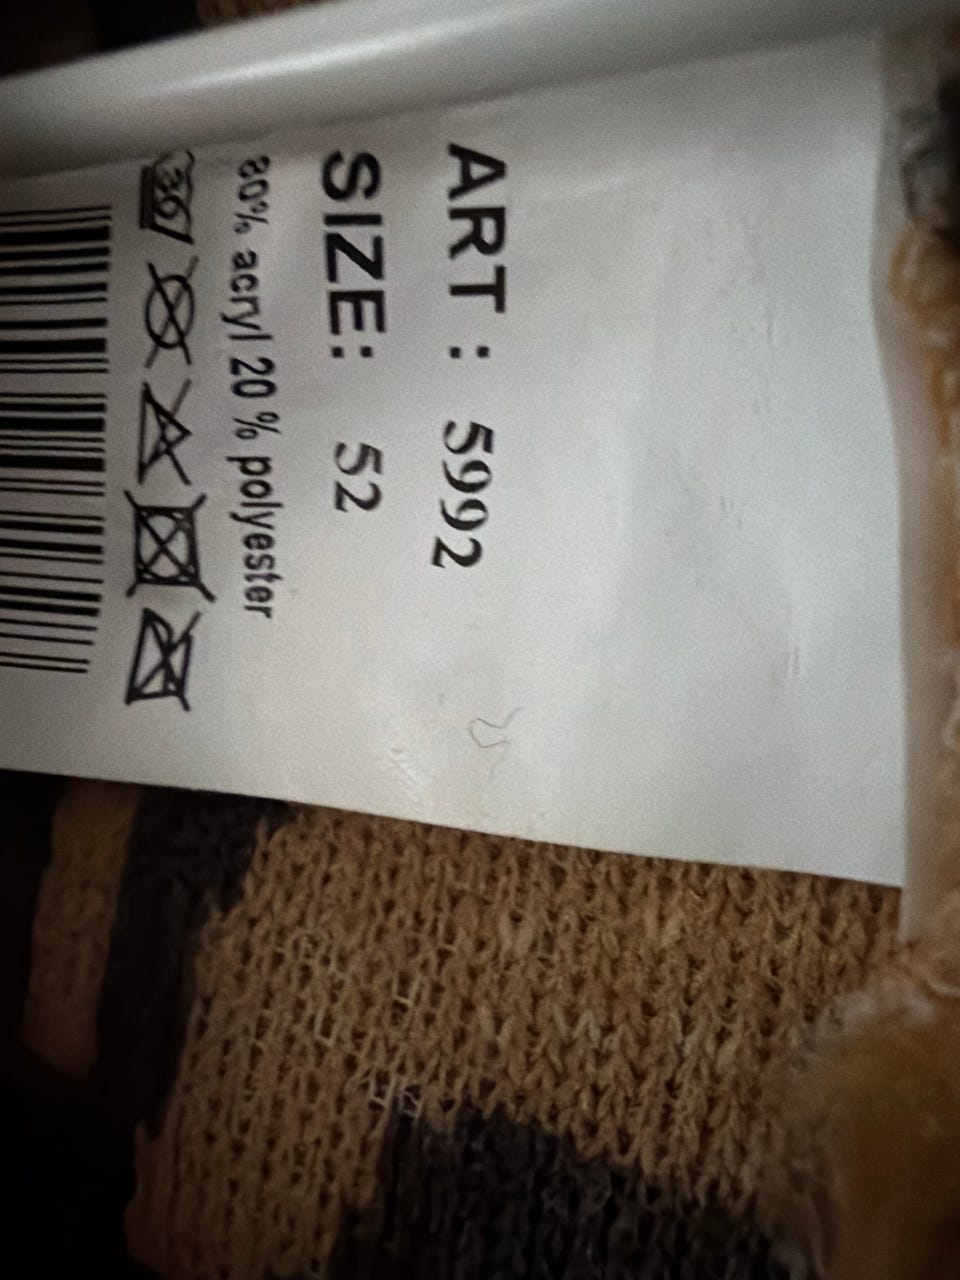 ART : 5992
SIZE: 52
80% acryl 20 % polyester